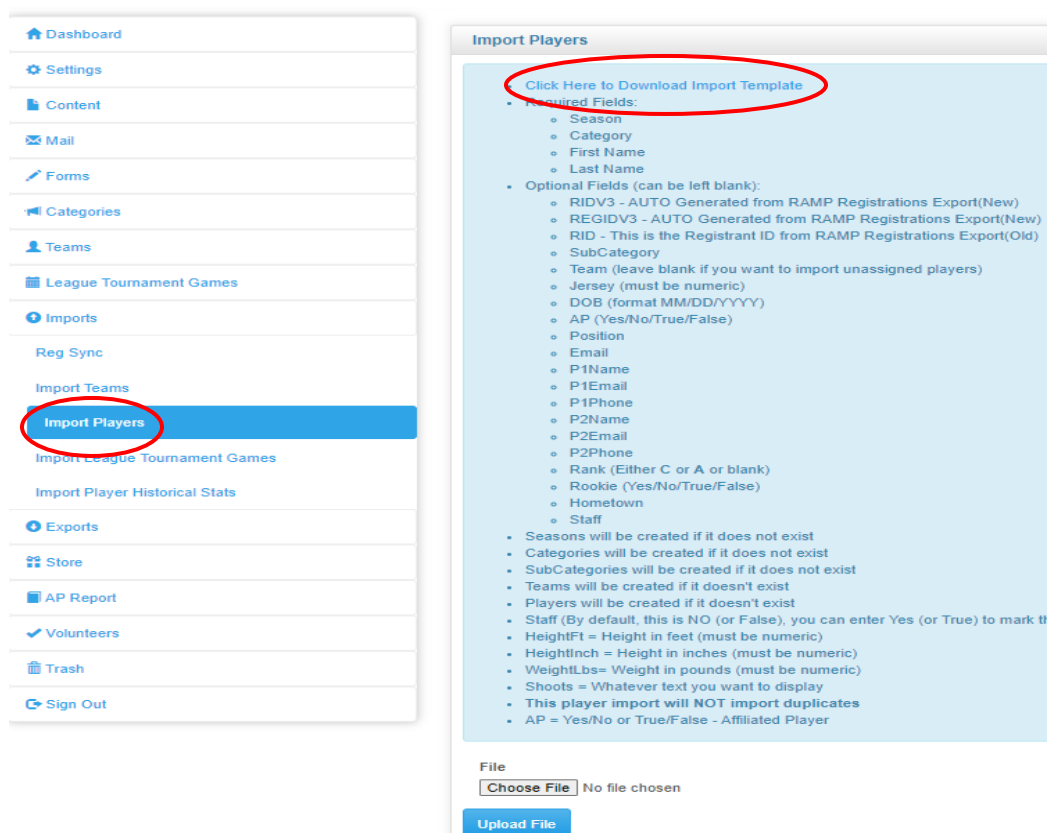 Dashboard
Settings
Content
Mail
Forms
Categories
Teams
League Tournament Games
Imports
Reg Sync
Import Teams
Import Players
Import League Tournament Games
Import Player Historical Stats
Exports
Store
AP Report
Volunteers
Trash
Sign Out
Import Players
Click Here to Download Import Template
Required Fields:
Season
Category
First Name
Last Name
Optional Fields (can be left blank):
RIDV3 - AUTO Generated from RAMP Registrations Export(New)
REGIDV3 - AUTO Generated from RAMP Registrations Export(New)
RID - This is the Registrant ID from RAMP Registrations Export(Old)
SubCategory
Team (leave blank if you want to import unassigned players)
Jersey (must be numeric)
DOB (format MM/DD/YYYY)
AP (Yes/No/True/False)
Position
Email
P1Name
P1Email
P1Phone
P2Name
P2Email
P2Phone
Rank (Either C or A or blank)
Rookie (Yes/No/True/False)
Hometown
Staff
Seasons will be created if it does not exist
Categories will be created if it does not exist
SubCategories will be created if it does not exist
Teams will be created if it doesn't exist
Players will be created if it doesn't exist
Staff (By default, this is NO (or False), you can enter Yes (or True) to mark
HeightFt = Height in feet (must be numeric)
HeightInch = Height in inches (must be numeric)
WeightLbs= Weight in pounds (must be numeric)
Shoots = Whatever text you want to display
This player import will NOT import duplicates
AP = Yes/No or True/False - Affiliated Player
File
Choose File No file chosen
Upload File